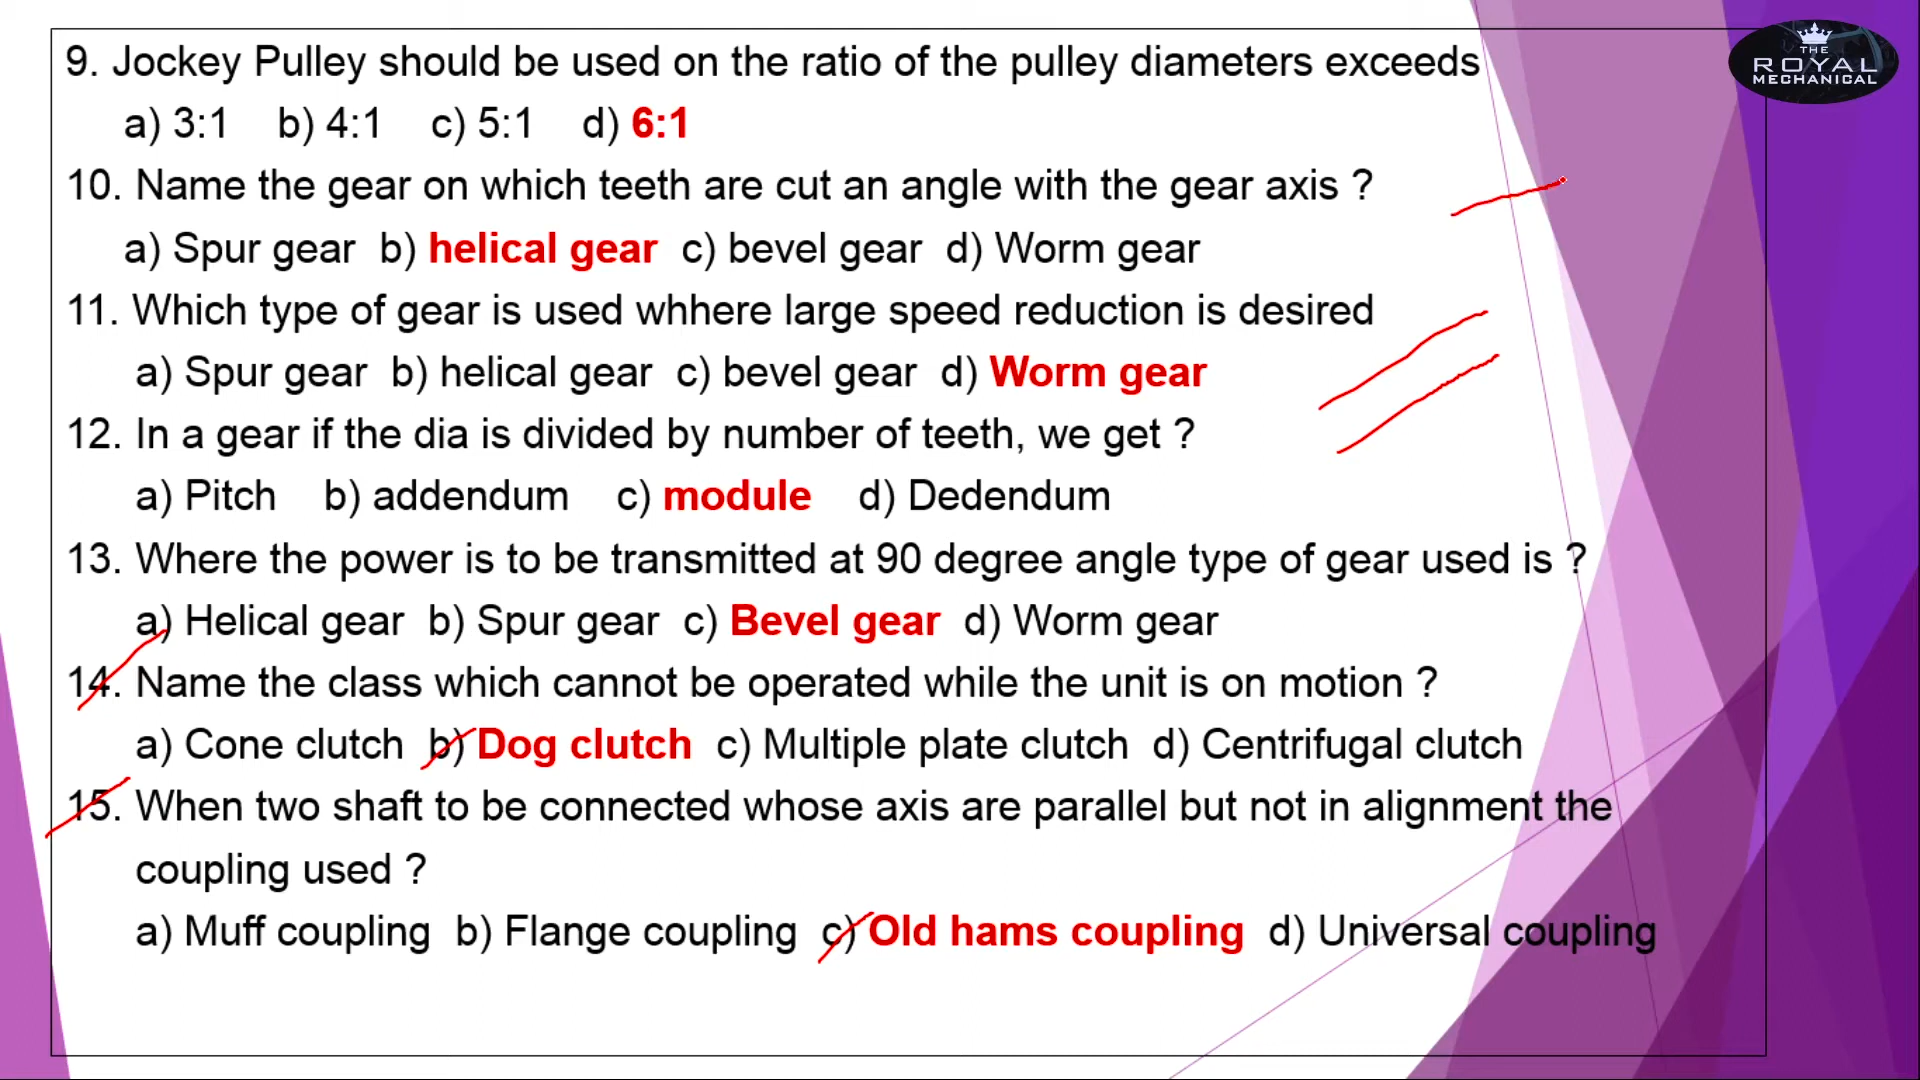 9. Jockey Pulley should be used on the ratio of the pulley diameters exceeds
a) 3:1 b) 4:1 c) 5:1 d) 6:1
10. Name the gear on which teeth are cut an angle with the gear axis ?
a) Spur gear b) helical gear c) bevel gear d) Worm gear
11. Which type of gear is used whhere large speed reduction is desired
a) Spur gear b) helical gear c) bevel gear d) Worm gear
12. In a gear if the dia is divided by number of teeth, we get ?
a) Pitch b) addendum c) module d) Dedendum
13. Where the power is to be transmitted at 90 degree angle type of gear used is ?
a) Helical gear b) Spur gear c) Bevel gear d) Worm gear
14. Name the class which cannot be operated while the unit is on motion ?
a) Cone clutch b) Dog clutch c) Multiple plate clutch d) Centrifugal clutch
15. When two shaft to be connected whose axis are parallel but not in alignment the
coupling used ?
a) Muff coupling b) Flange coupling c) Old hams coupling d) Universal coupling
THE
ROYAL
MECHANICAL